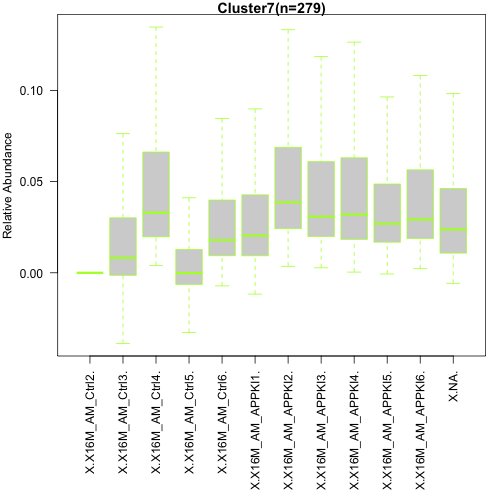 Cluster7(n=279)
Relative Abundance
0.10
0.05
0.00
X.X16M_AM_Ctrl2.
X.X16M_AM_Ctrl3.
X.X16M_AM_Ctrl4.
X.X16M_AM_Ctrl5.
X.X16M_AM_Ctrl6.
X.X16M_AM_APPKI1.
X.X16M_AM_APPKI2.
X.X16M_AM_APPKI3.
X.X16M_AM_APPKI4.
X.X16M_AM_APPKI5.
X.X16M_AM_APPKI6.
X.NA.